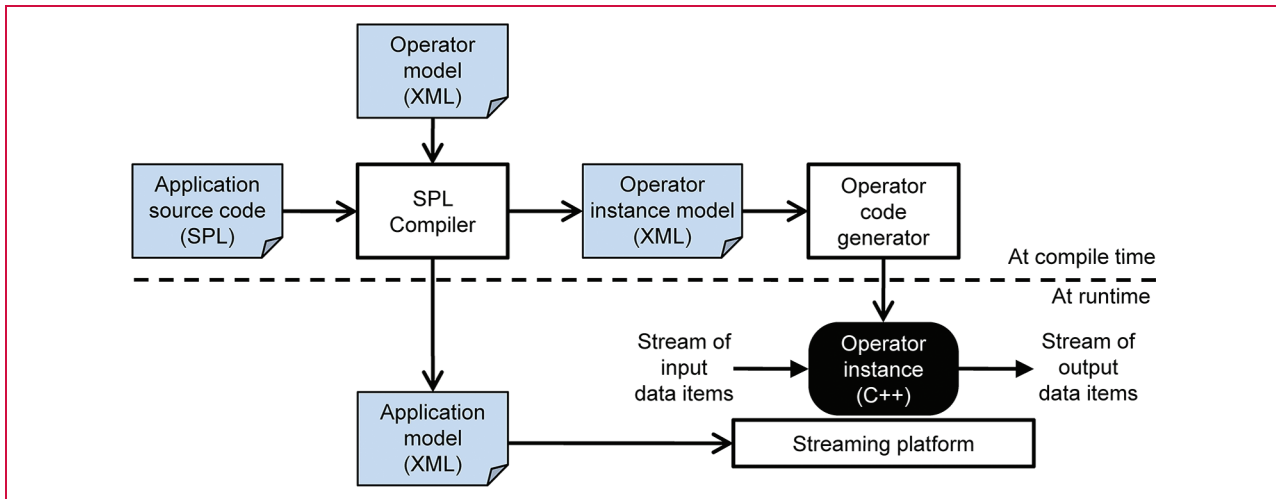 Operator
model
(XML)
Application
source code
(SPL)
SPL
Compiler
Operator
instance model
(XML)
Operator
code
generator
At compile time
At runtime
Stream of
input
data items
Operator
instance
(C++)
Stream of
output
data items
Application
model
(XML)
Streaming platform